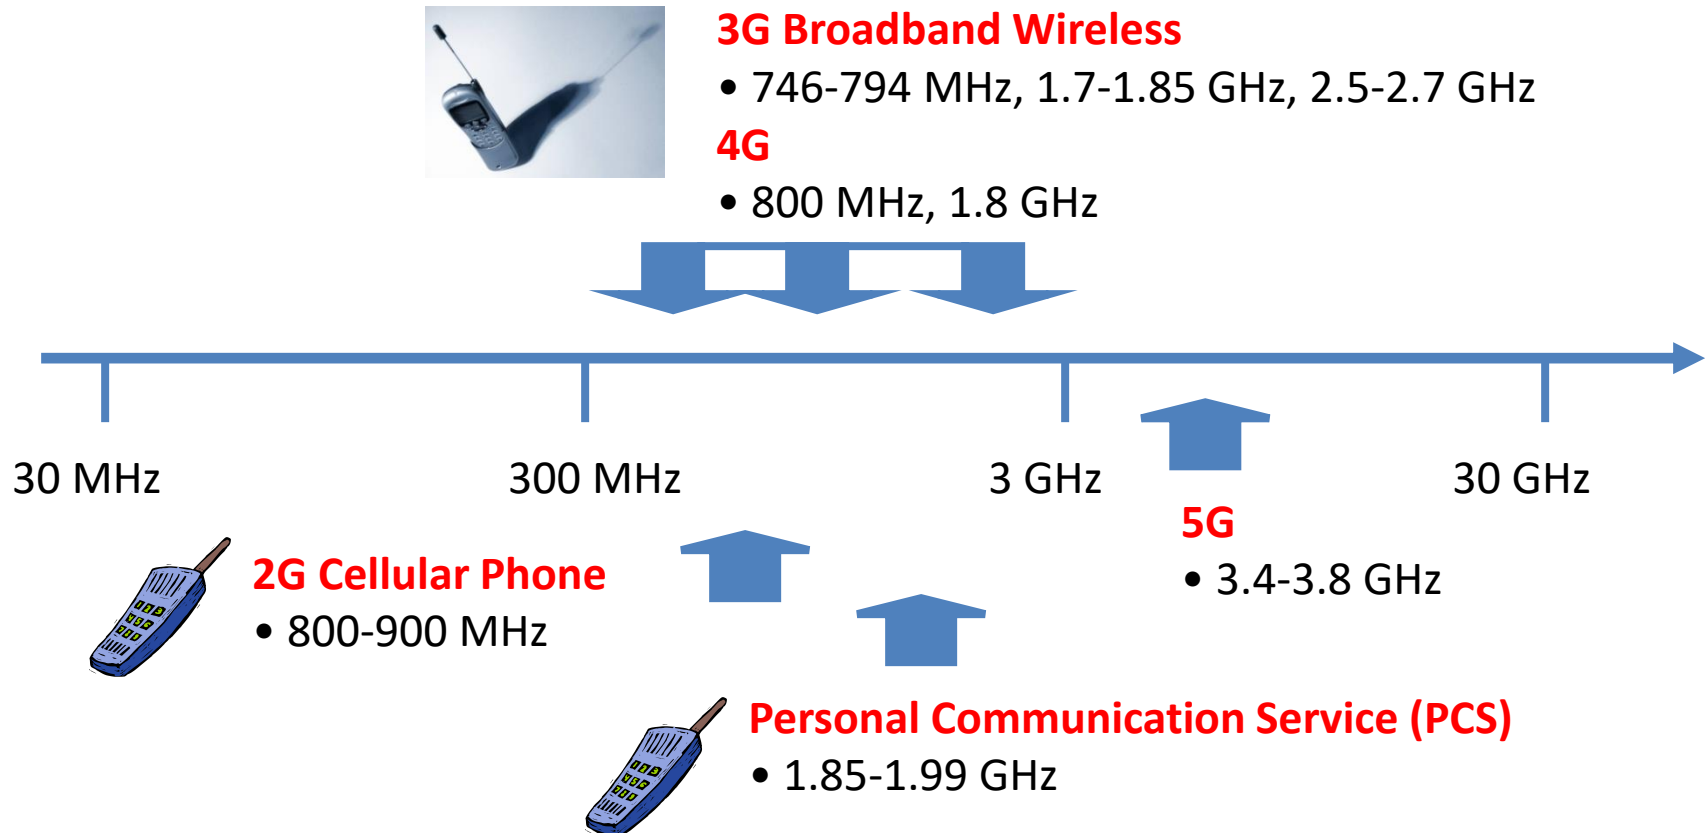 3G Broadband Wireless
• 746-794 MHz, 1.7-1.85 GHz, 2.5-2.7 GHz
4G
• 800 MHz, 1.8 GHz
30 MHz
300 MHz
3 GHz
30 GHz
5G
• 3.4-3.8 GHz
2G Cellular Phone
• 800-900 MHz
Personal Communication Service (PCS)
• 1.85-1.99 GHz